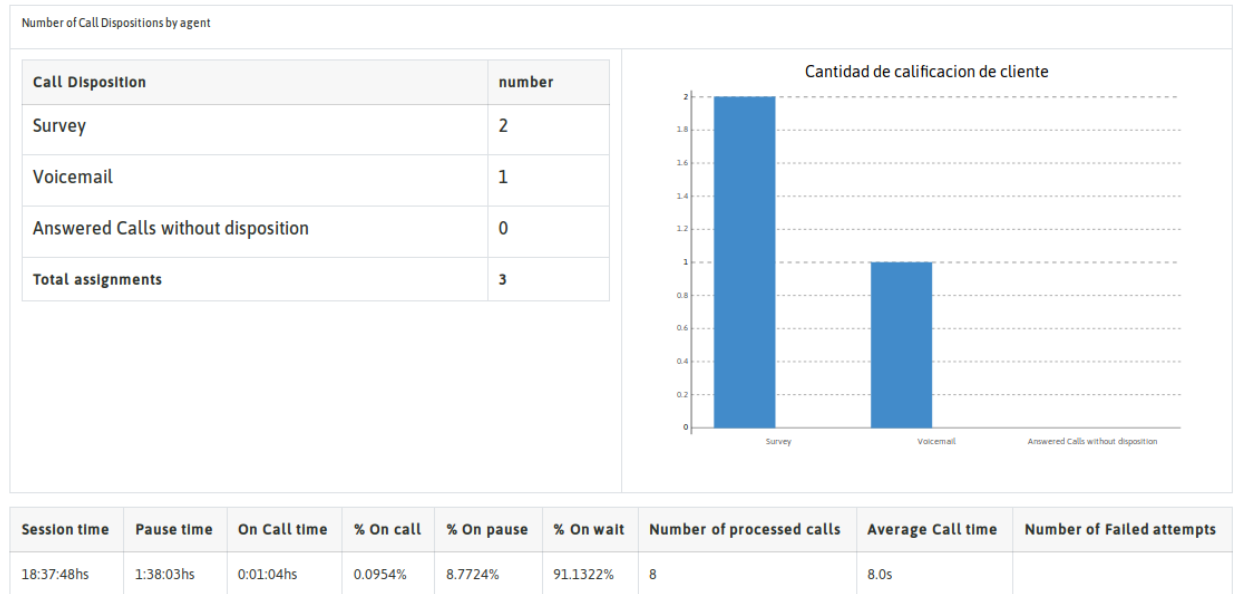 Number of Call Dispositions by agent
Call Disposition number
Survey 2
Voicemail 1
Answered Calls without disposition 0
Total assignments 3
Cantidad de calificacion de cliente
2
1.8
1.6
1.4
1.2
1
0.8
0.6
0.4
0.2
0
Survey Voicemail Answered Calls without disposition
Session time Pause time On Call time % On call % On pause % On wait Number of processed calls Average Call time Number of Failed attempts
18:37:48hs 1:38:03hs 0:01:04hs 0.0954% 8.7724% 91.1322% 8 8.0s